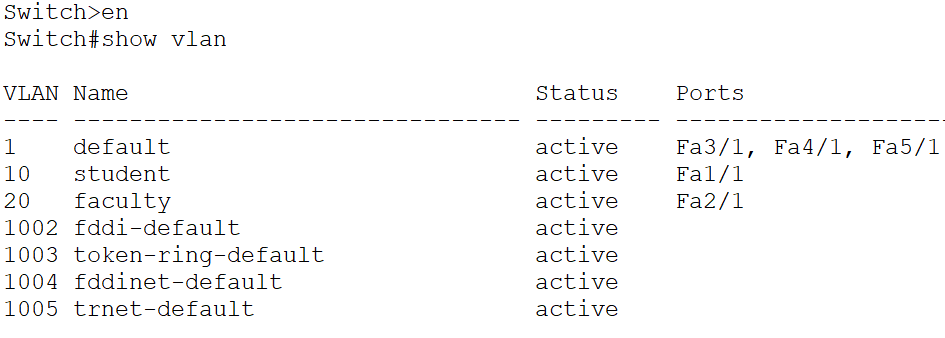 Switch>en
Switch#show vlan
VLAN Name                             Status    Ports
---- -------------------------------- --------- -------------------
1    default                          active    Fa3/1, Fa4/1, Fa5/1
10   student                          active    Fa1/1
20   faculty                          active    Fa2/1
1002 fddi-default                     active
1003 token-ring-default               active
1004 fddinet-default                  active
1005 trnet-default                    active